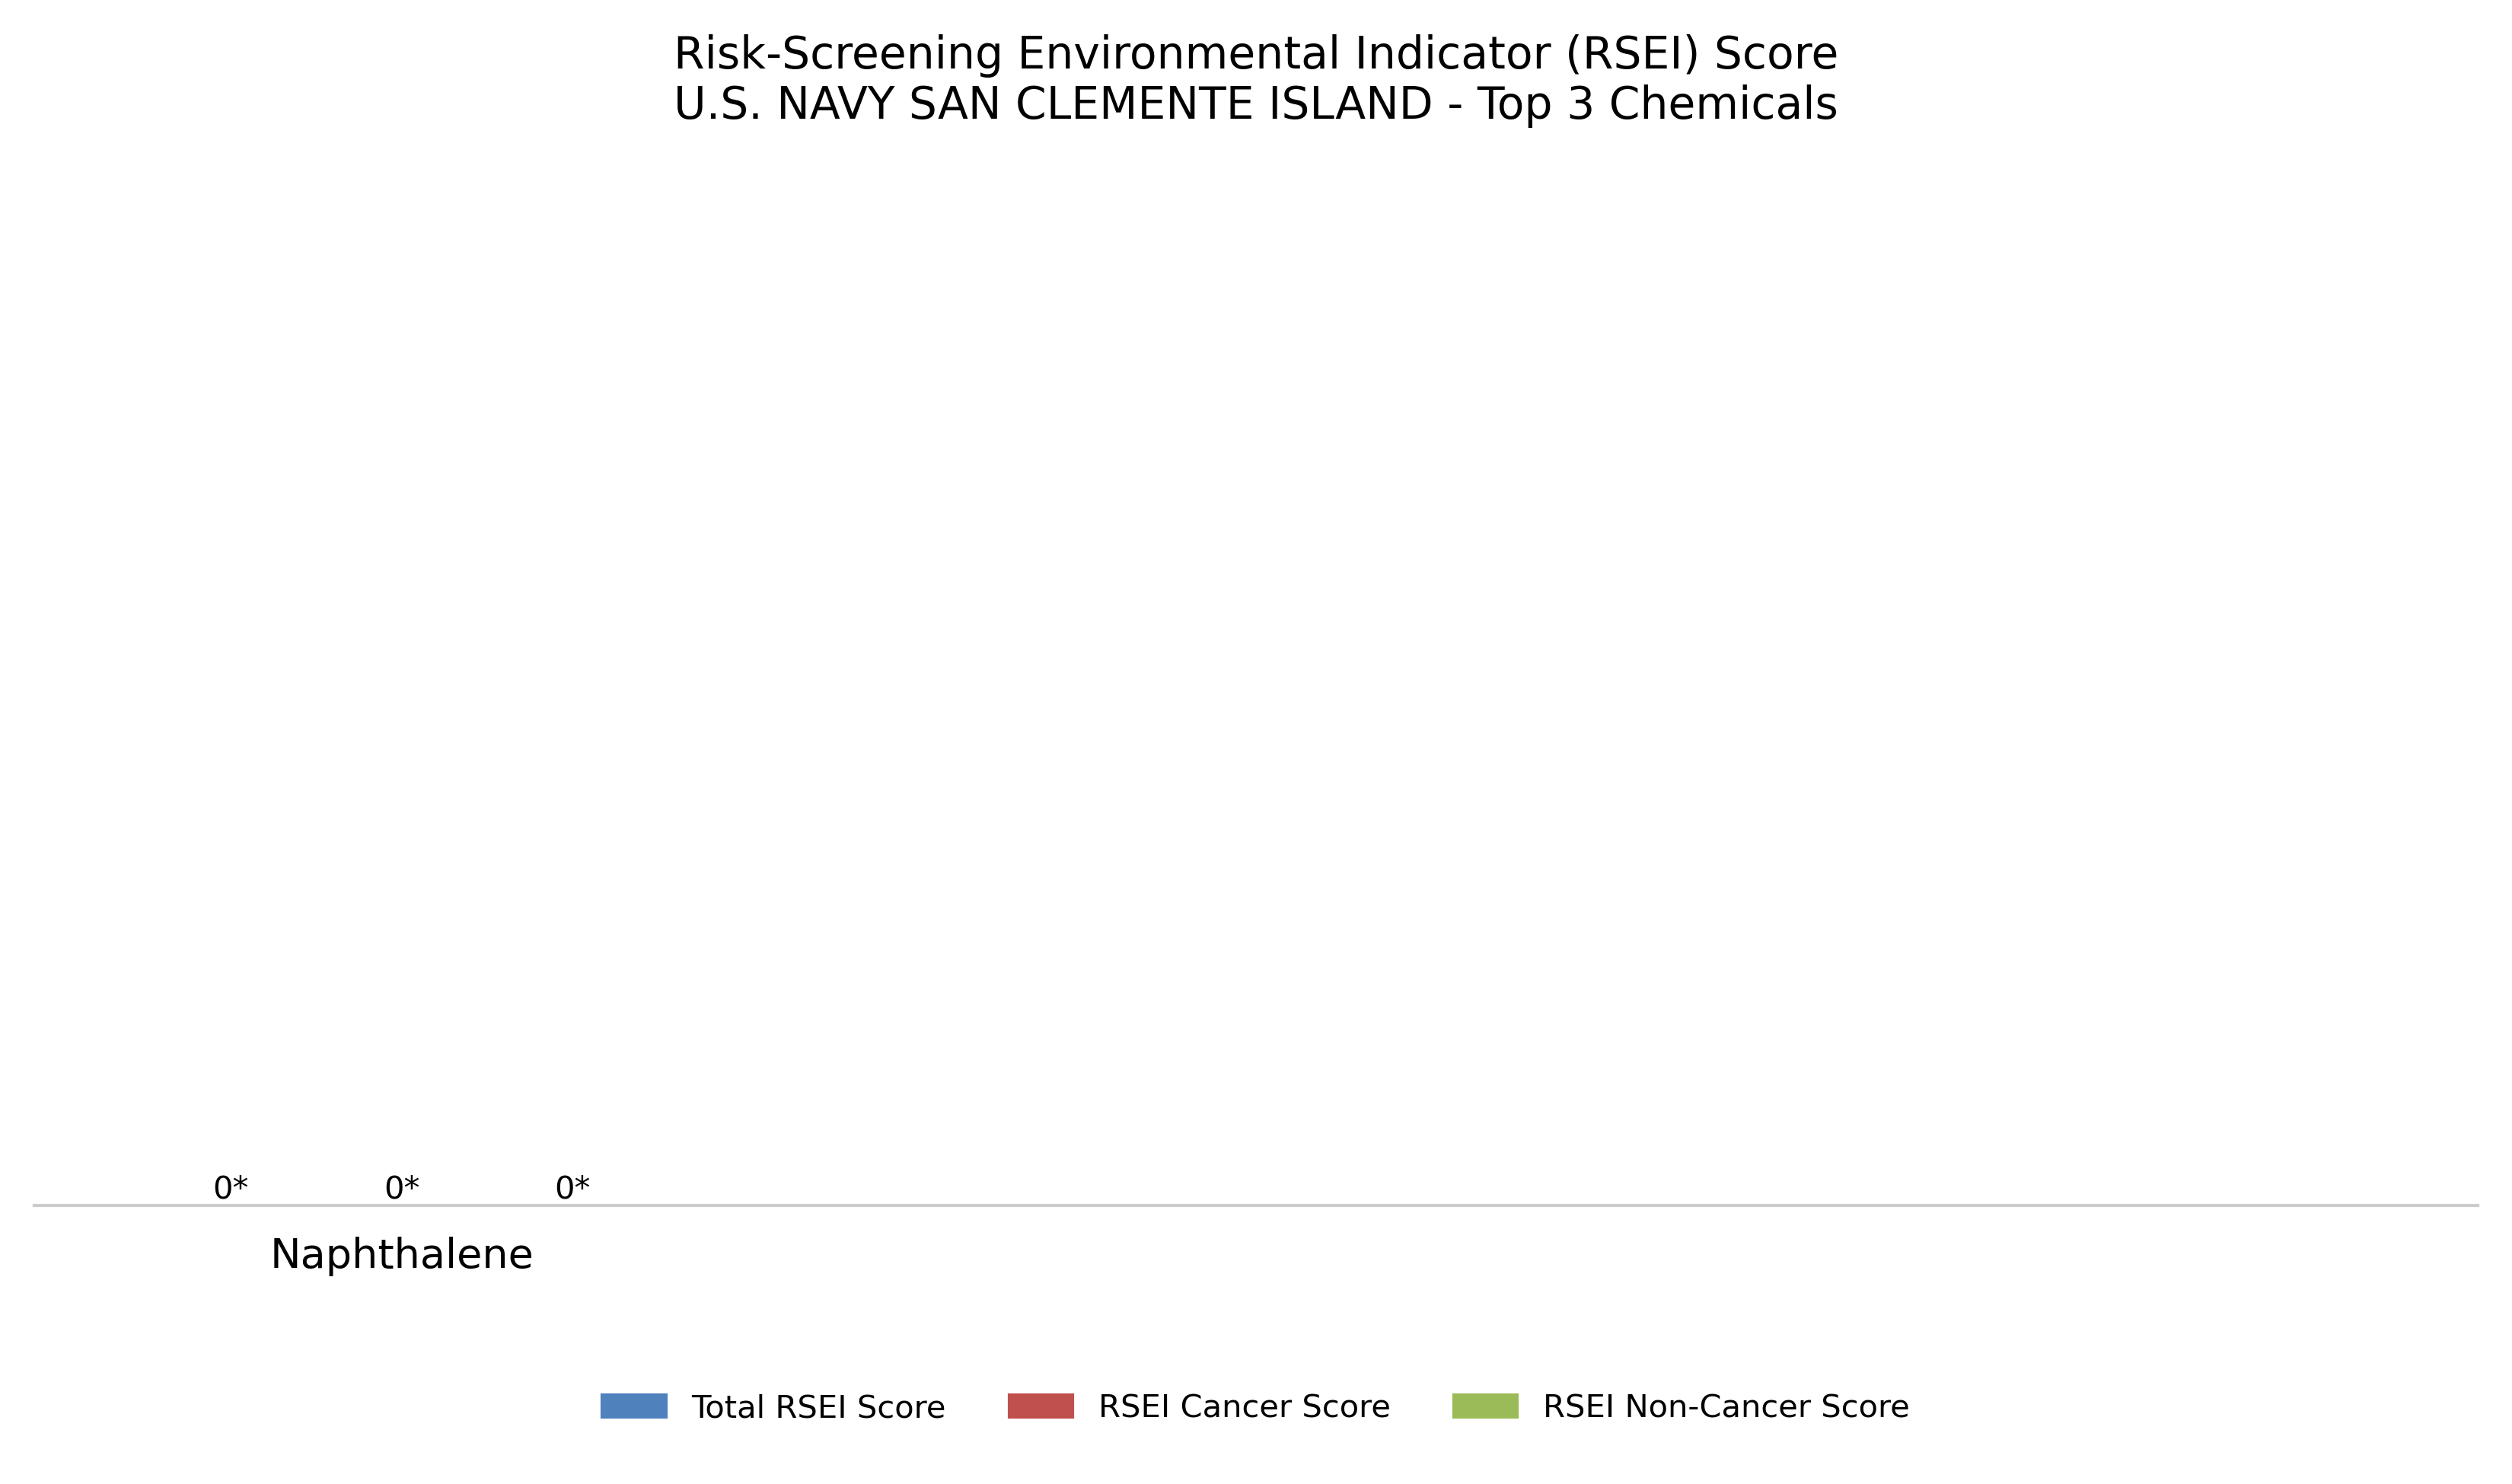 Risk-Screening Environmental Indicator (RSEI) Score
U.S. NAVY SAN CLEMENTE ISLAND - Top 3 Chemicals
0* 0* 0*
Naphthalene
Total RSEI Score RSEI Cancer Score RSEI Non-Cancer Score